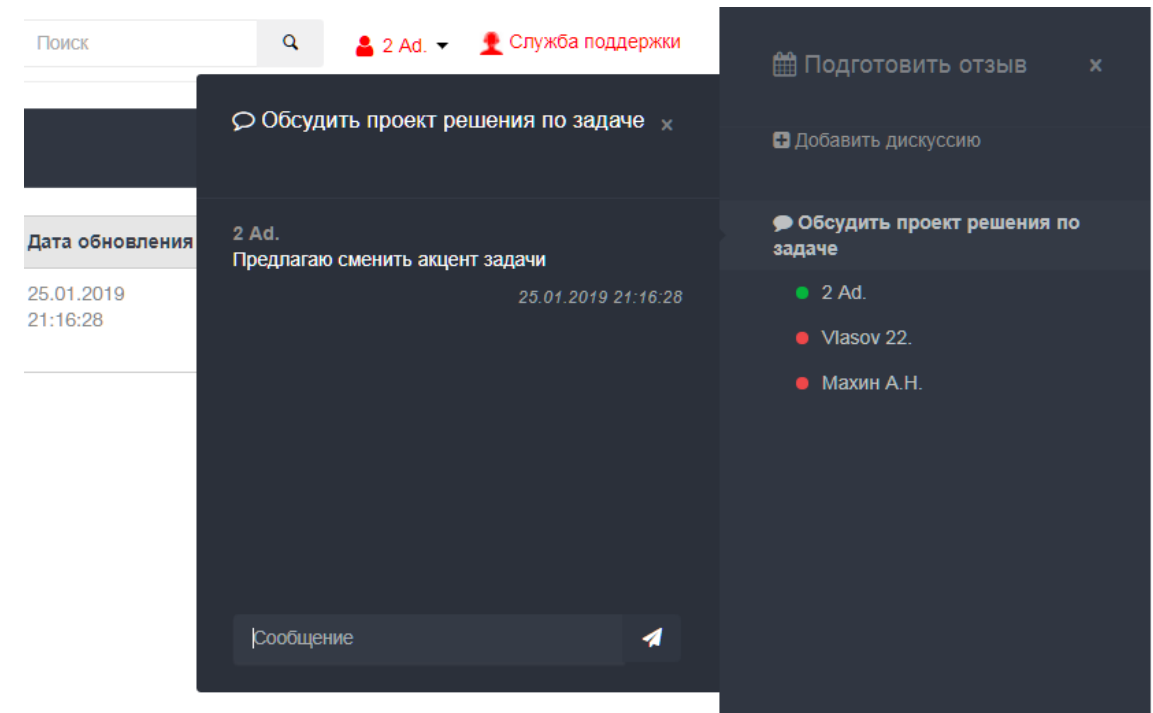 Поиск
2 Ad.
Служба поддержки
Подготовить отзыв
×
Обсудить проект решения по задаче ×
Добавить дискуссию
Дата обновления
25.01.2019
21:16:28
2 Ad.
Предлагаю сменить акцент задачи
25.01.2019 21:16:28
Сообщение
Обсудить проект решения по
задаче
2 Ad.
Vlasov 22.
Махин А.Н.